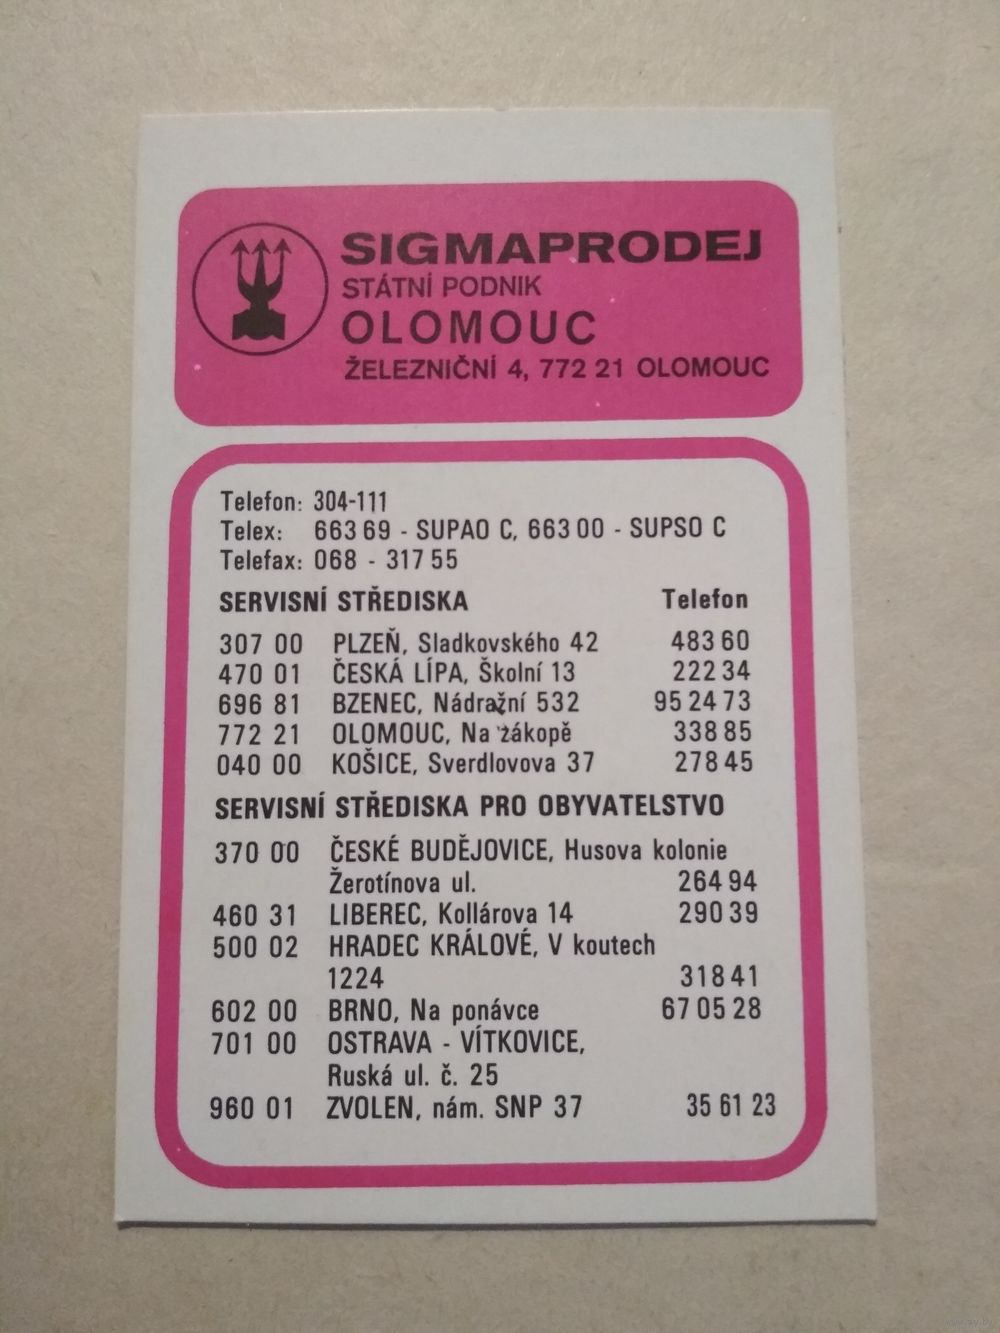 SIGMAPRODEJ
STÁTNÍ PODNIK
OLOMOUC
ŽELEZNIČNÍ 4, 772 21 OLOMOUC
Telefon: 304-111
Telex: 663 69 - SUPAO C, 663 00 - SUPSO C
Telefax: 068 - 317 55
SERVISNÍ STŘEDISKA Telefon
307 00 PLZEŇ, Sladkovského 42 483 60
470 01 ČESKÁ LÍPA, Školní 13 222 34
696 81 BZENEC, Nádražní 532 95 24 73
772 21 OLOMOUC, Na zákopě 338 85
040 00 KOŠICE, Sverdlovova 37 278 45
SERVISNÍ STŘEDISKA PRO OBYVATELSTVO
370 00 ČESKÉ BUDĚJOVICE, Husova kolonie
Žerotínova ul. 264 94
460 31 LIBEREC, Kollárova 14 290 39
500 02 HRADEC KRÁLOVÉ, V koutech
1224 318 41
602 00 BRNO, Na ponávce 67 05 28
701 00 OSTRAVA - VÍTKOVICE,
Ruská ul. č. 25
960 01 ZVOLEN, nám. SNP 37 35 61 23